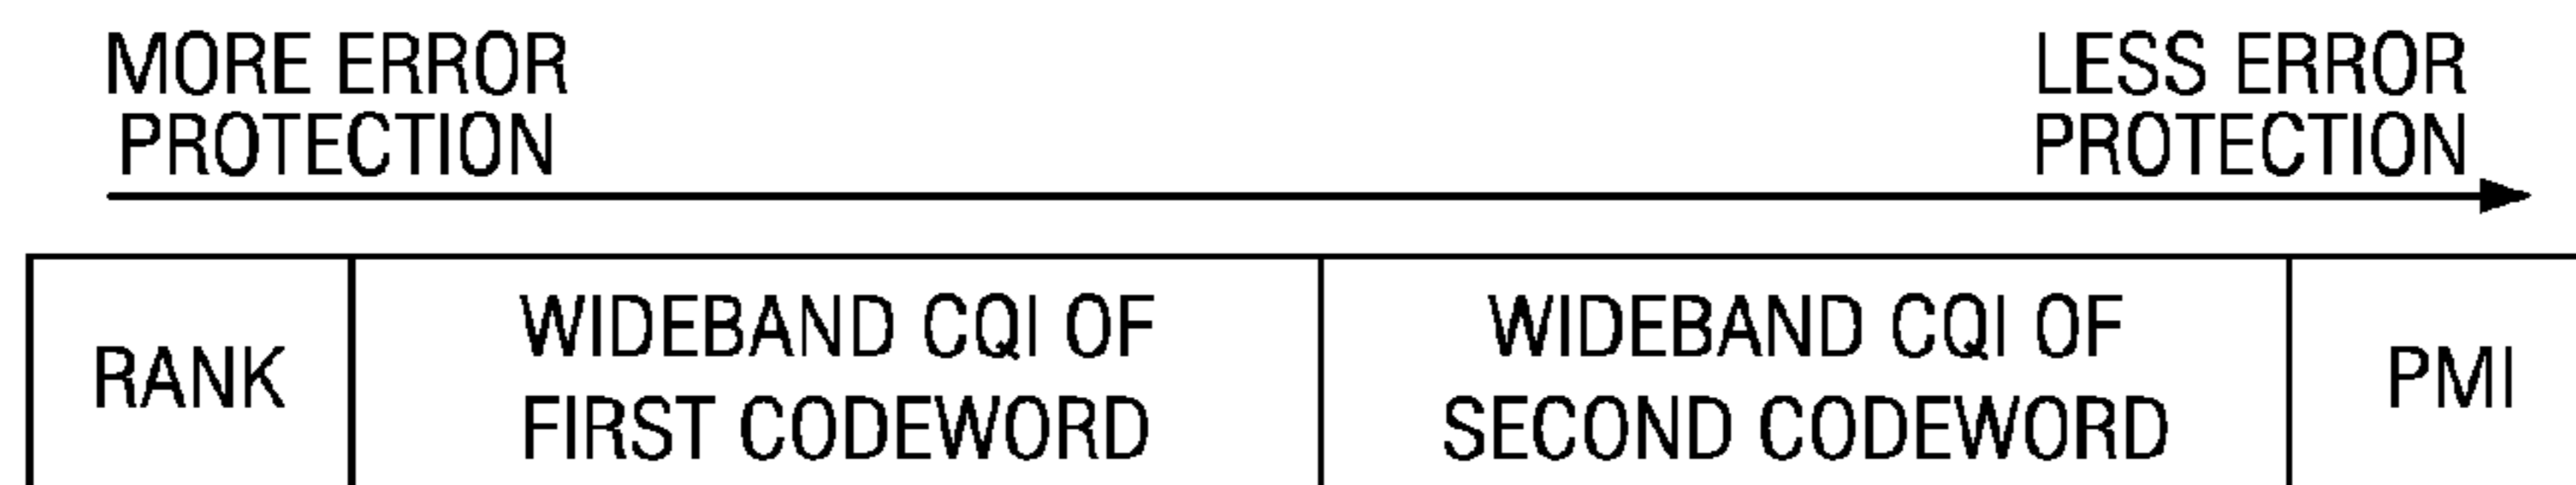 MORE ERROR
PROTECTION
LESS ERROR
PROTECTION
RANK
WIDEBAND CQI OF
FIRST CODEWORD
WIDEBAND CQI OF
SECOND CODEWORD
PMI